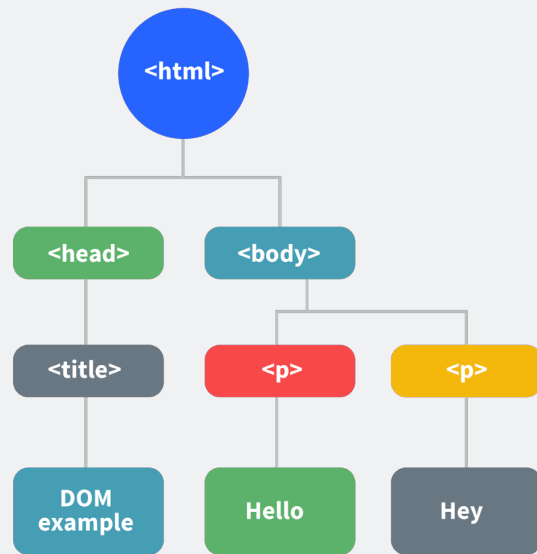 <html>
<head>
<body>
<title>
<p>
<p>
DOM
example
Hello
Hey